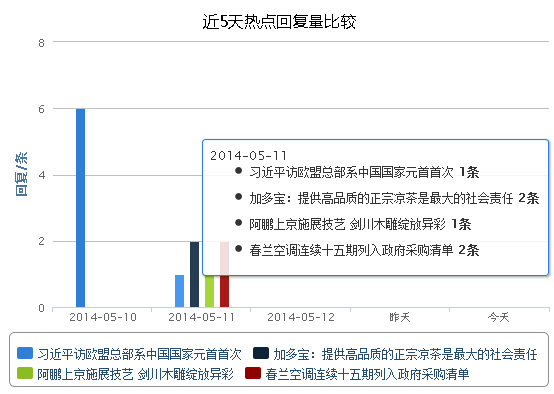 近5天热点回复量比较
回复/条
8
6
4
2
0
2014-05-11
● 习近平访欧盟总部系中国国家元首首次 1条
● 加多宝：提供高品质的正宗凉茶是最大的社会责任 2条
● 阿鹏上京施展技艺 剑川木雕绽放异彩 1条
● 春兰空调连续十五期列入政府采购清单 2条
2014-05-10 2014-05-11 2014-05-12 昨天 今天
习近平访欧盟总部系中国国家元首首次 加多宝：提供高品质的正宗凉茶是最大的社会责任
阿鹏上京施展技艺 剑川木雕绽放异彩 春兰空调连续十五期列入政府采购清单